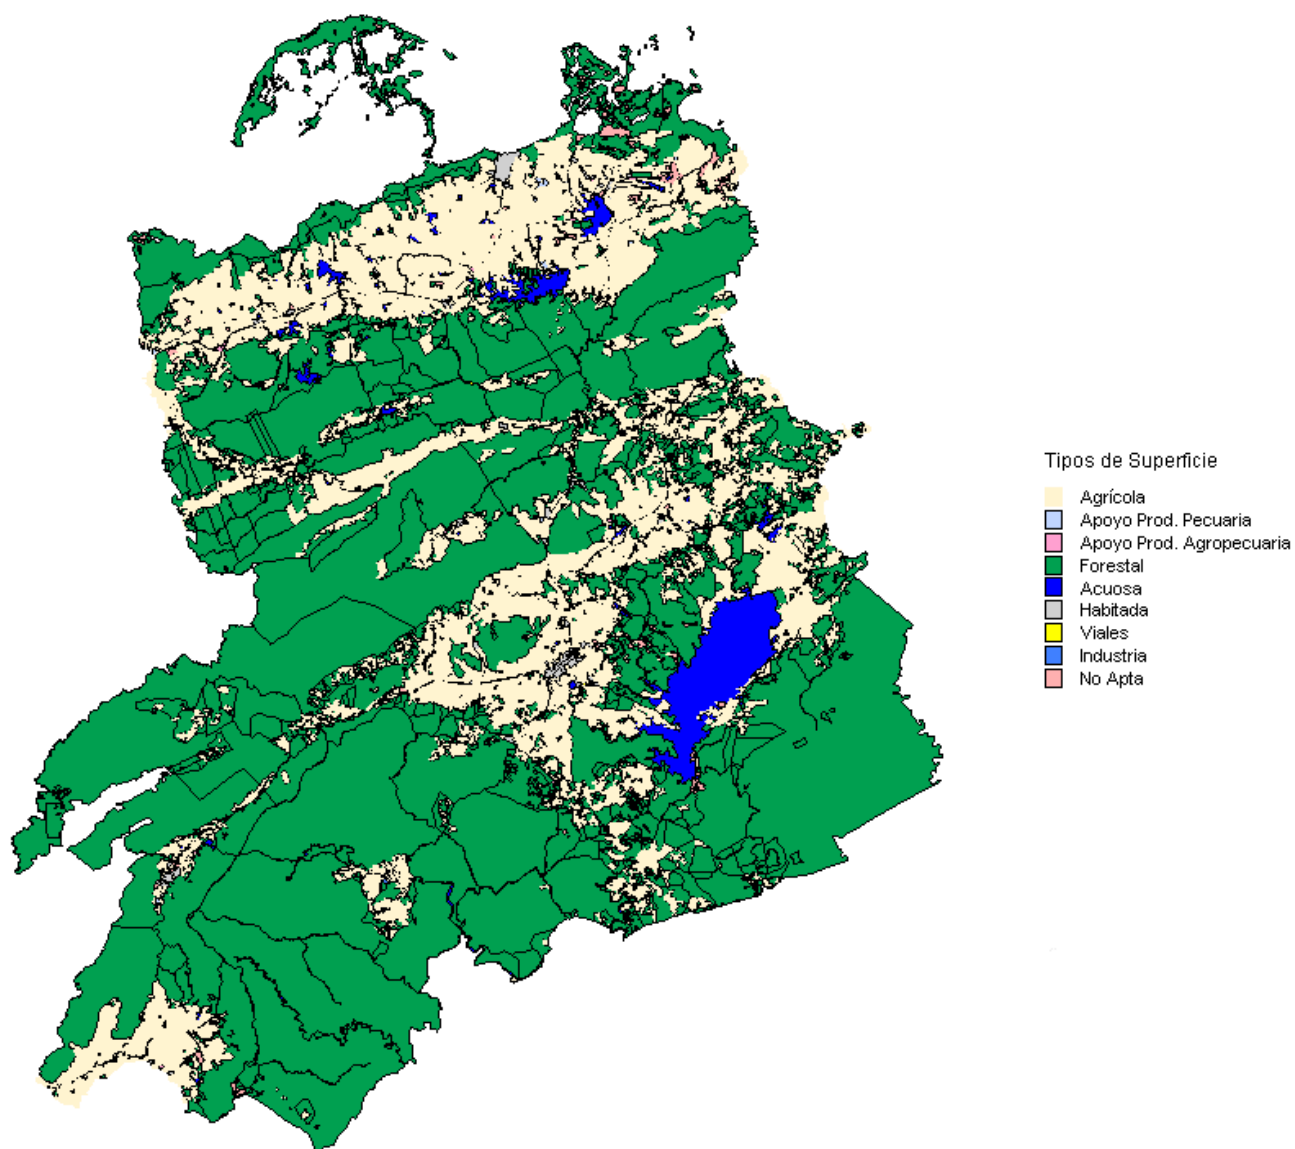 Tipos de Superficie
Agrícola
Apoyo Prod. Pecuaria
Apoyo Prod. Agropecuaria
Forestal
Acuosa
Habitada
Viales
Industria
No Apta